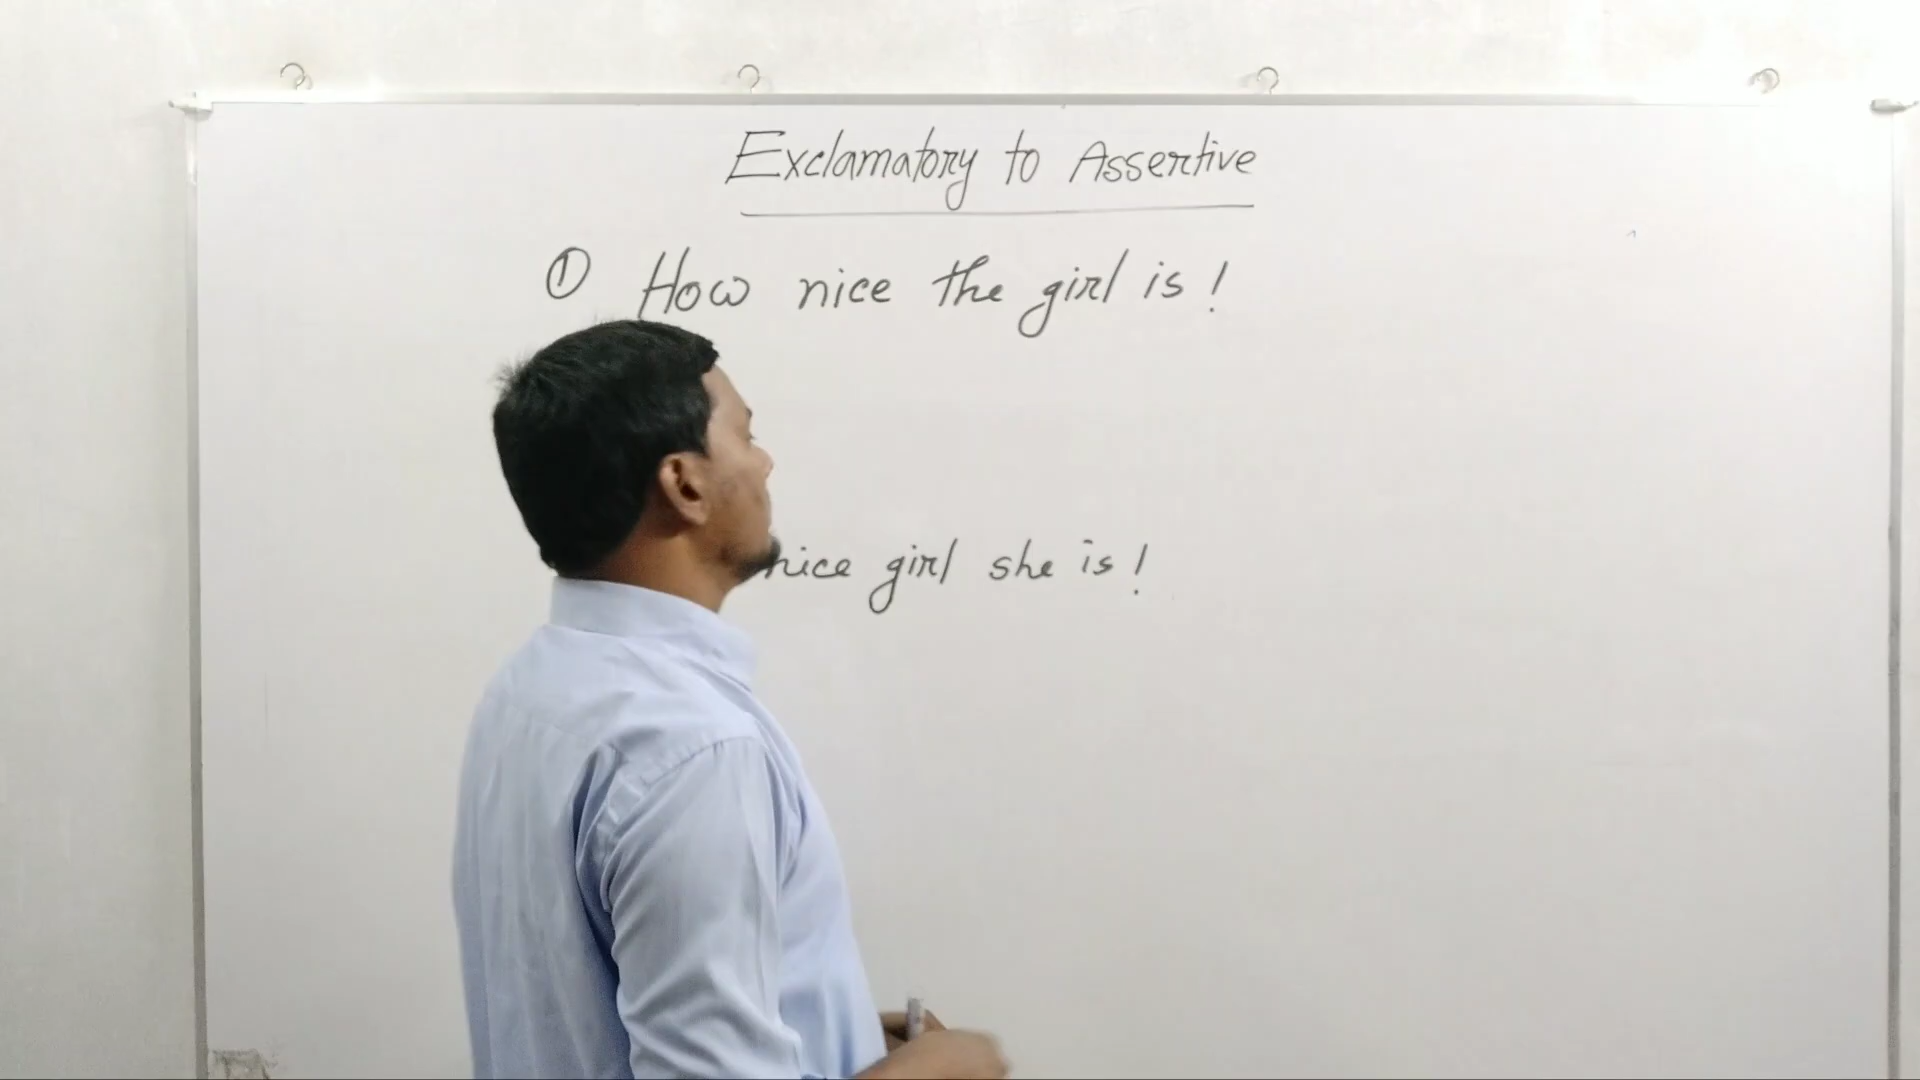 Exclamatory to Assertive
① How nice the girl is !
nice girl she is !